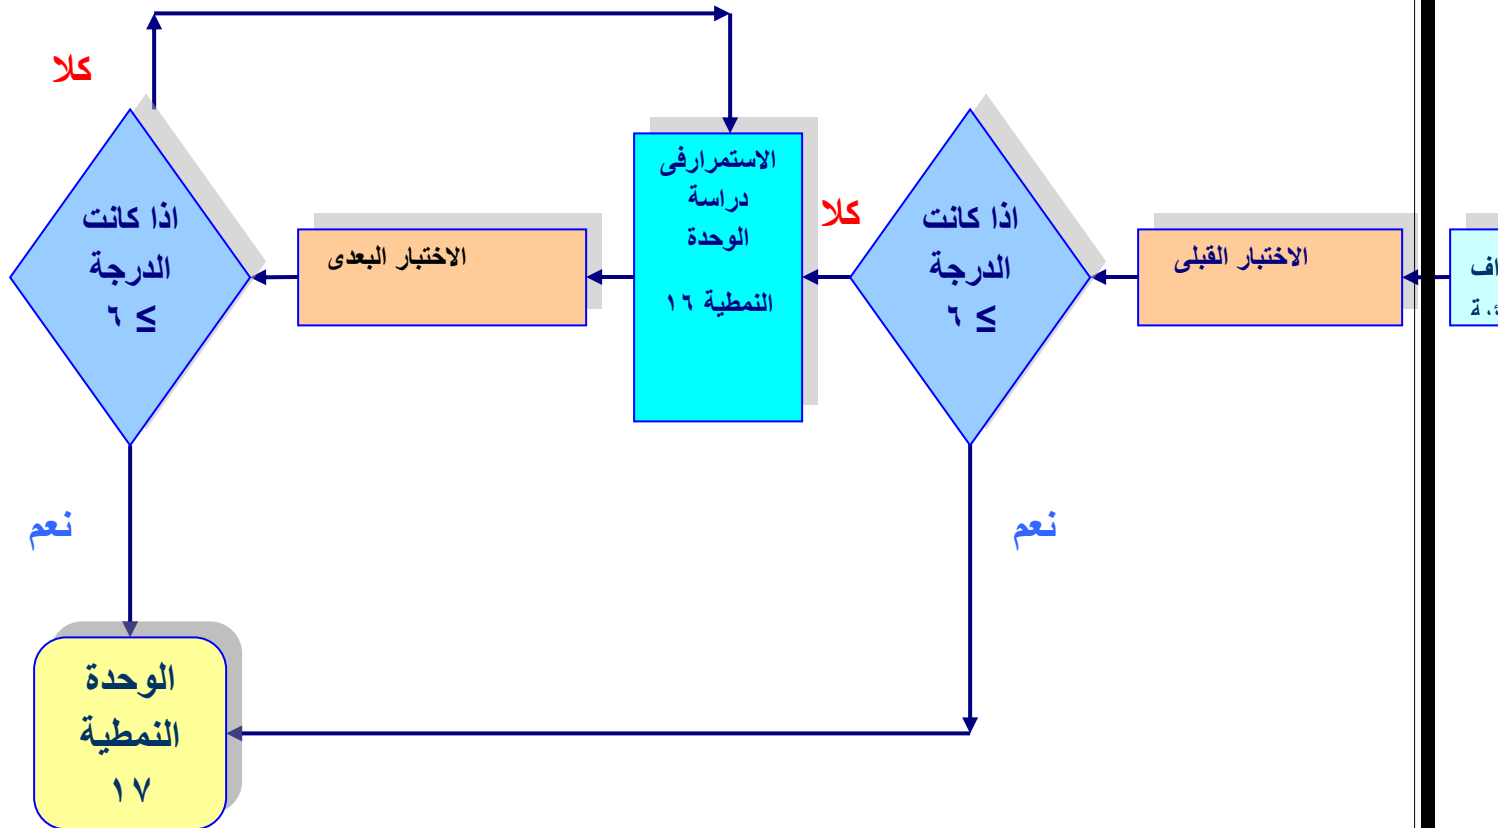 الاختبار القبلى
اذا كانت
الدرجة
≥ ٦
كلا
نعم
الاستمرارفى
دراسة
الوحدة
النمطية ١٦
الاختبار البعدى
اذا كانت
الدرجة
≥ ٦
كلا
نعم
الوحدة
النمطية
١٧